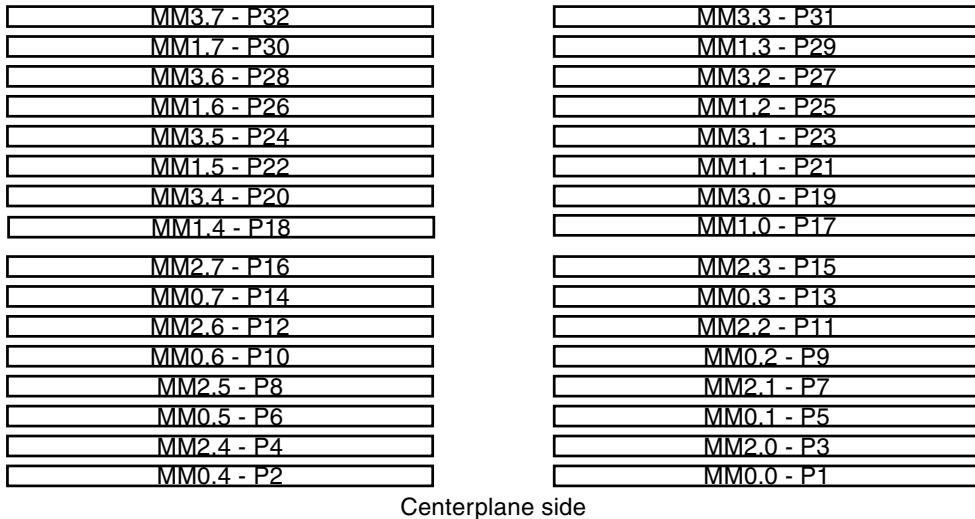 MM3.7 - P32 MM3.3 - P31
MM1.7 - P30 MM1.3 - P29
MM3.6 - P28 MM3.2 - P27
MM1.6 - P26 MM1.2 - P25
MM3.5 - P24 MM3.1 - P23
MM1.5 - P22 MM1.1 - P21
MM3.4 - P20 MM3.0 - P19
MM1.4 - P18 MM1.0 - P17
MM2.7 - P16 MM2.3 - P15
MM0.7 - P14 MM0.3 - P13
MM2.6 - P12 MM2.2 - P11
MM0.6 - P10 MM0.2 - P9
MM2.5 - P8 MM2.1 - P7
MM0.5 - P6 MM0.1 - P5
MM2.4 - P4 MM2.0 - P3
MM0.4 - P2 MM0.0 - P1
Centerplane side